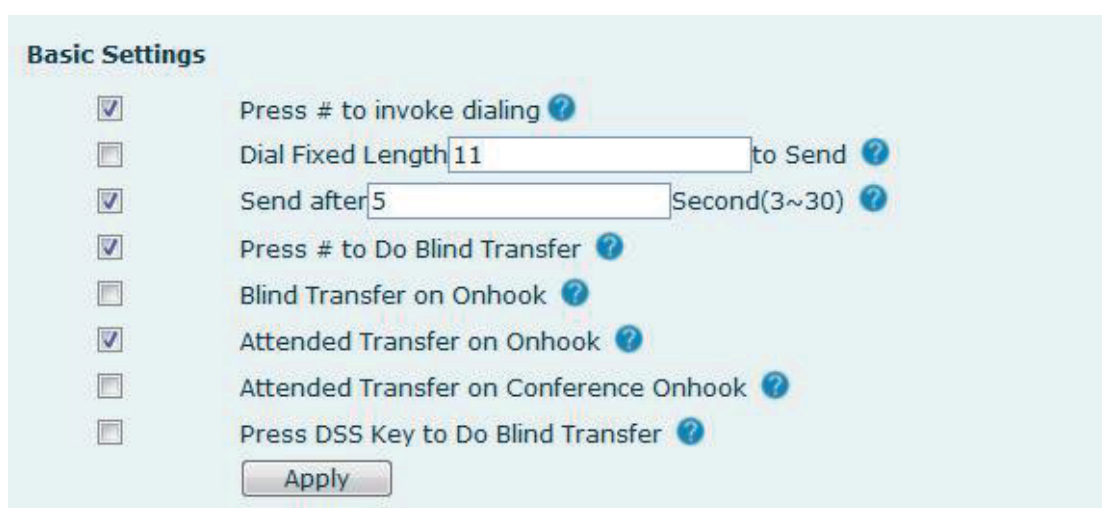 Basic Settings
Press # to invoke dialing ?
Dial Fixed Length 11 to Send ?
Send after 5 Second(3~30) ?
Press # to Do Blind Transfer ?
Blind Transfer on Onhook ?
Attended Transfer on Onhook ?
Attended Transfer on Conference Onhook ?
Press DSS Key to Do Blind Transfer ?
Apply